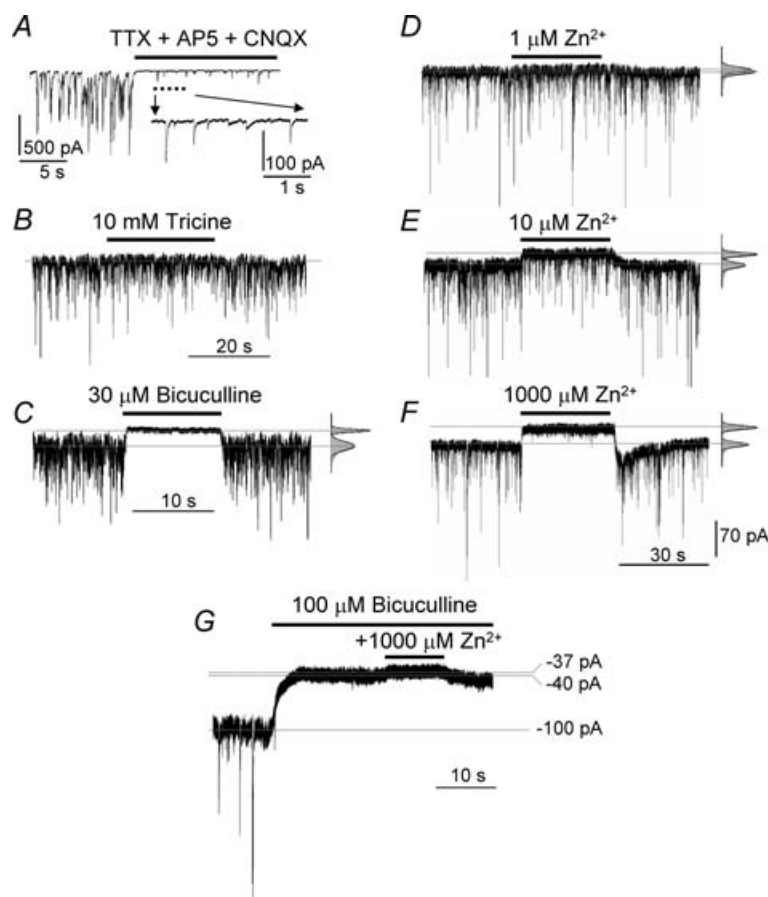 A
TTX + AP5 + CNQX
500 pA
5 s
100 pA
1 s
B
10 mM Tricine
20 s
C
30 µM Bicuculline
10 s
D
1 µM Zn²⁺
E
10 µM Zn²⁺
F
1000 µM Zn²⁺
70 pA
30 s
G
100 µM Bicuculline
+1000 µM Zn²⁺
-37 pA
-40 pA
-100 pA
10 s